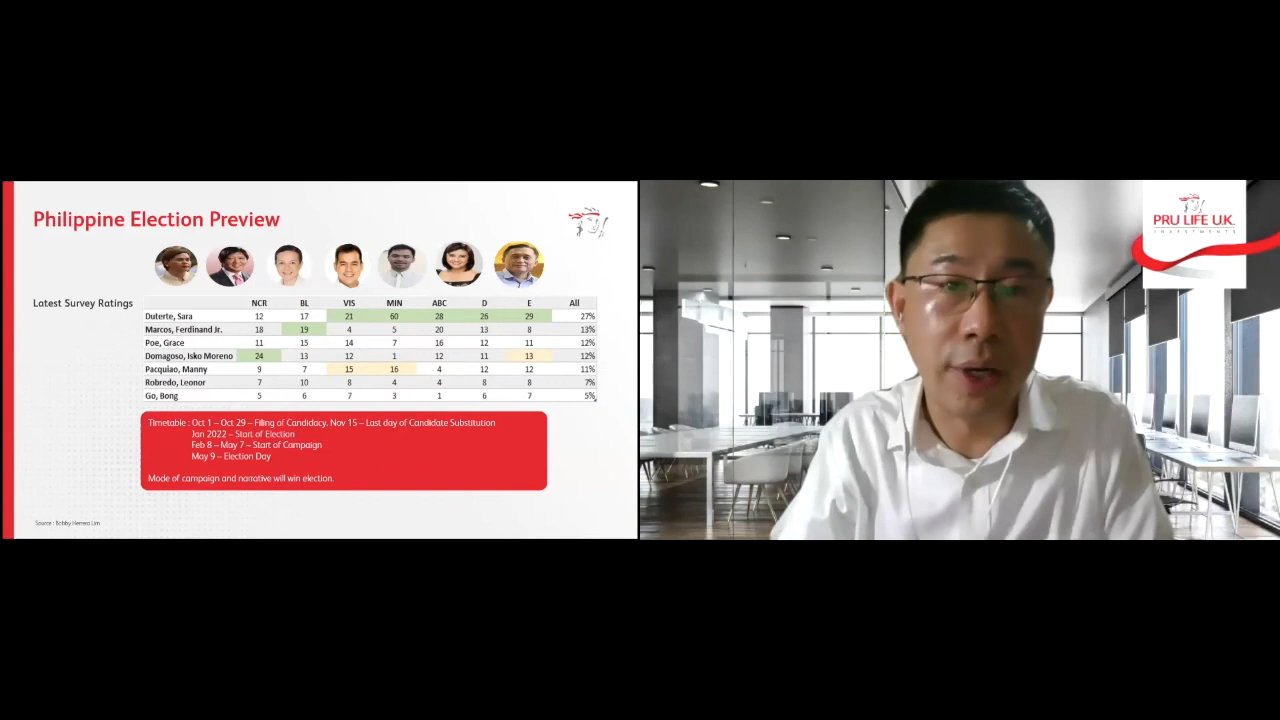 Philippine Election Preview
Latest Survey Ratings
NCR BL VIS MIN ABC D E All
Duterte, Sara 12 17 21 60 28 26 29 27%
Marcos, Ferdinand Jr. 18 19 4 5 20 13 8 13%
Poe, Grace 11 15 14 7 16 12 11 12%
Domagoso, Isko Moreno 24 13 12 1 12 11 13 12%
Pacquiao, Manny 9 7 15 16 4 12 12 11%
Robredo, Leonor 7 10 8 4 4 8 8 7%
Go, Bong 5 6 7 3 1 6 7 5%
Timetable : Oct 1 – Oct 29 – Filing of Candidacy. Nov 15 – Last day of Candidate Substitution
Jan 2022 – Start of Election
Feb 8 – May 7 – Start of Campaign
May 9 – Election Day
Mode of campaign and narrative will win election.
Source : Bobby Herrera Lim
PRU LIFE U.K.
INVESTMENTS